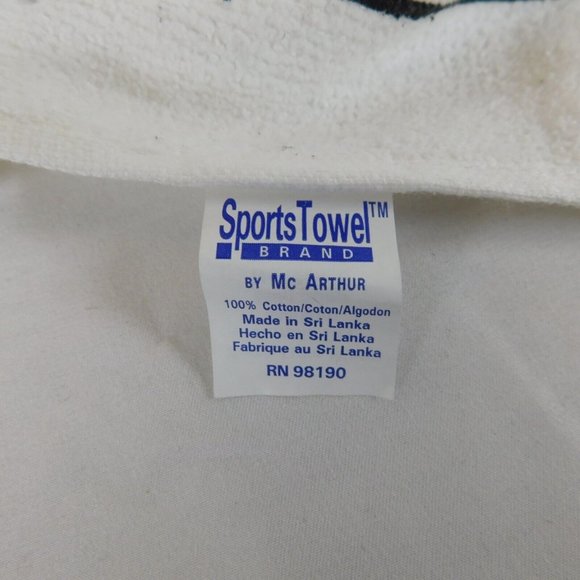 SportsTowel™
BRAND
BY MC ARTHUR
100% Cotton/Coton/Algodon
Made in Sri Lanka
Hecho en Sri Lanka
Fabrique au Sri Lanka
RN 98190